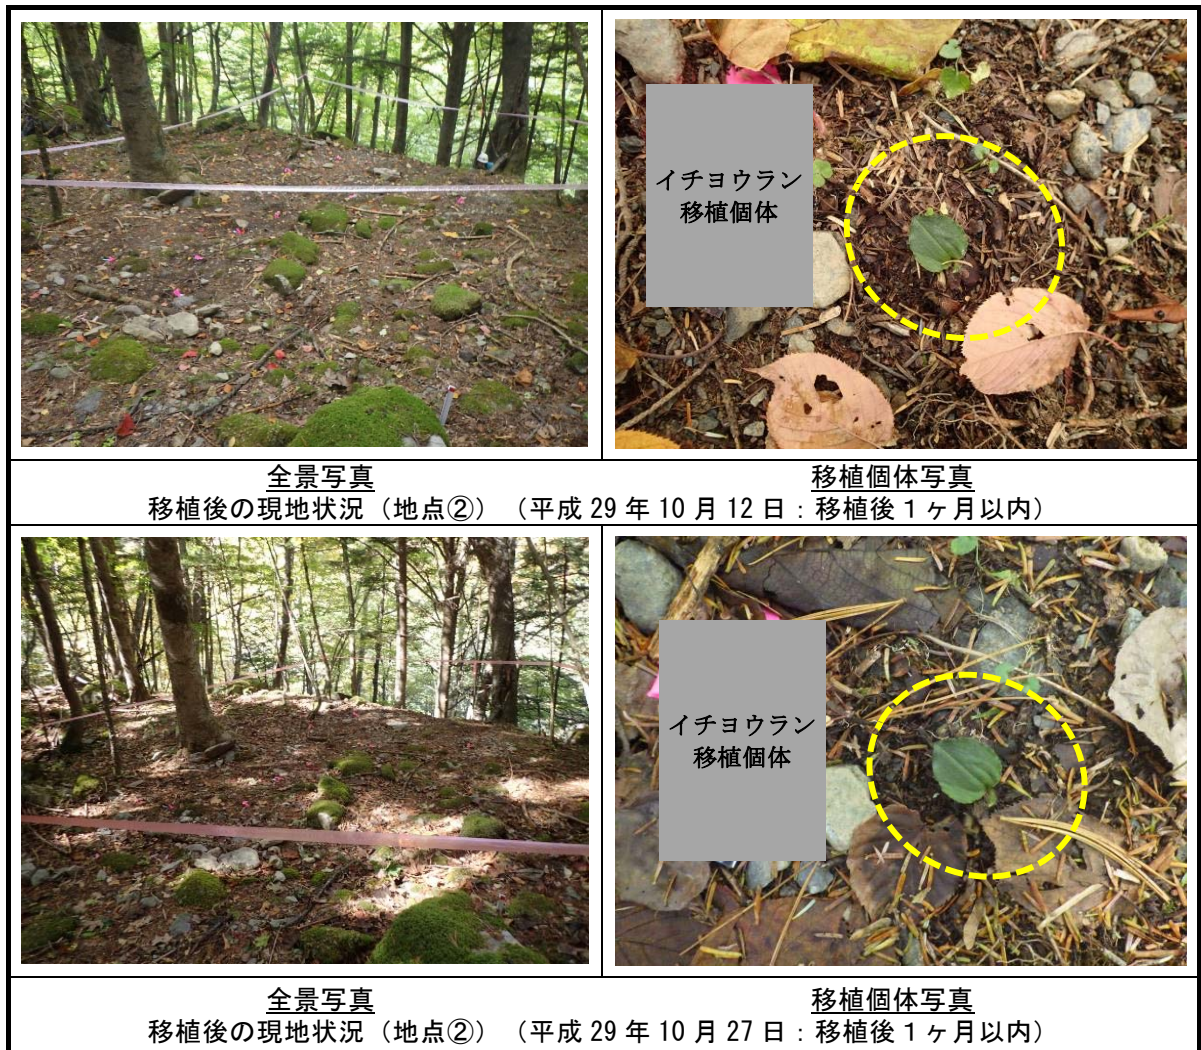 イチヨウラン
移植個体
全景写真
移植個体写真
移植後の現地状況（地点②）（平成 29 年 10 月 12 日：移植後１ヶ月以内）
イチヨウラン
移植個体
全景写真
移植個体写真
移植後の現地状況（地点②）（平成 29 年 10 月 27 日：移植後１ヶ月以内）